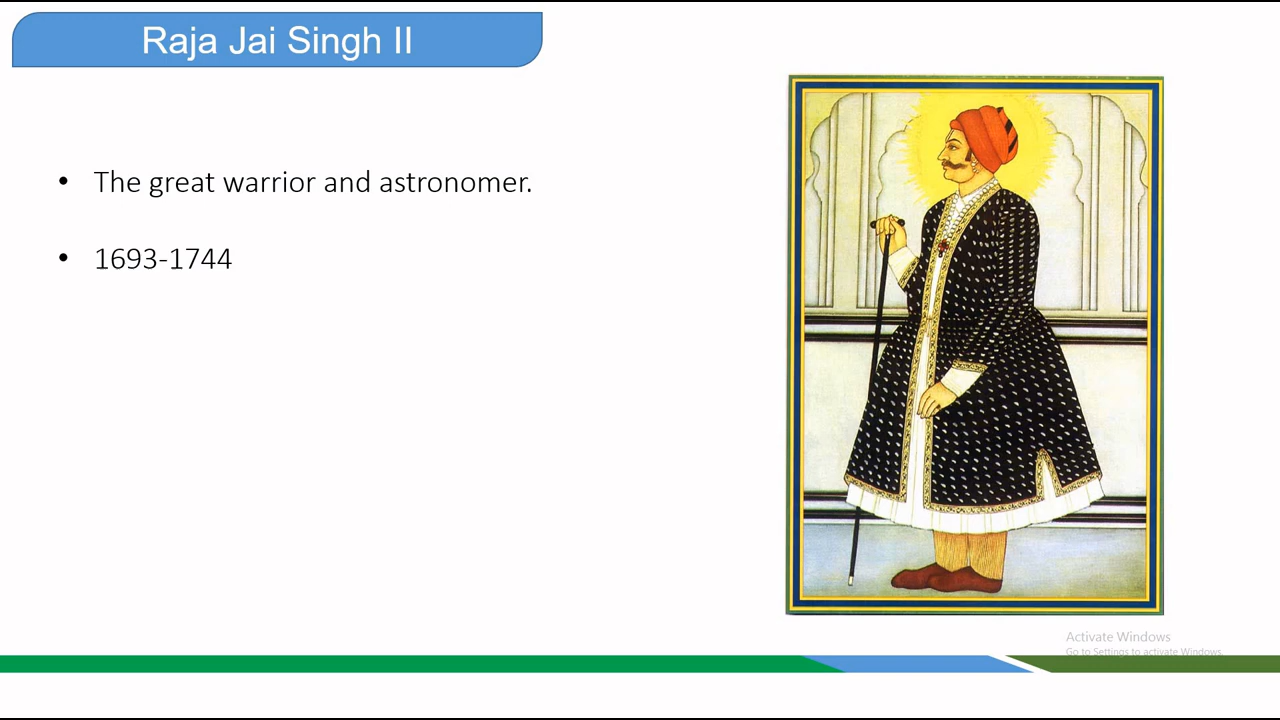 Raja Jai Singh II
• The great warrior and astronomer.
• 1693-1744
Activate Windows
Go to Settings to activate Windows.